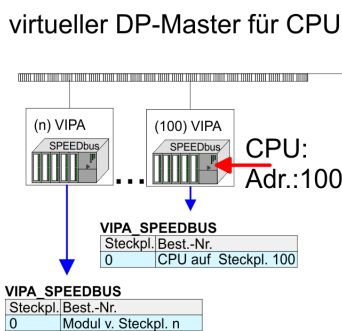 virtueller DP-Master für CPU
(n) VIPA
(100) VIPA
SPEEDbus
SPEEDbus
CPU:
Adr.:100
...
VIPA_SPEEDBUS
Steckpl. Best.-Nr.
0 CPU auf Steckpl. 100
VIPA_SPEEDBUS
Steckpl. Best.-Nr.
0 Modul v. Steckpl. n